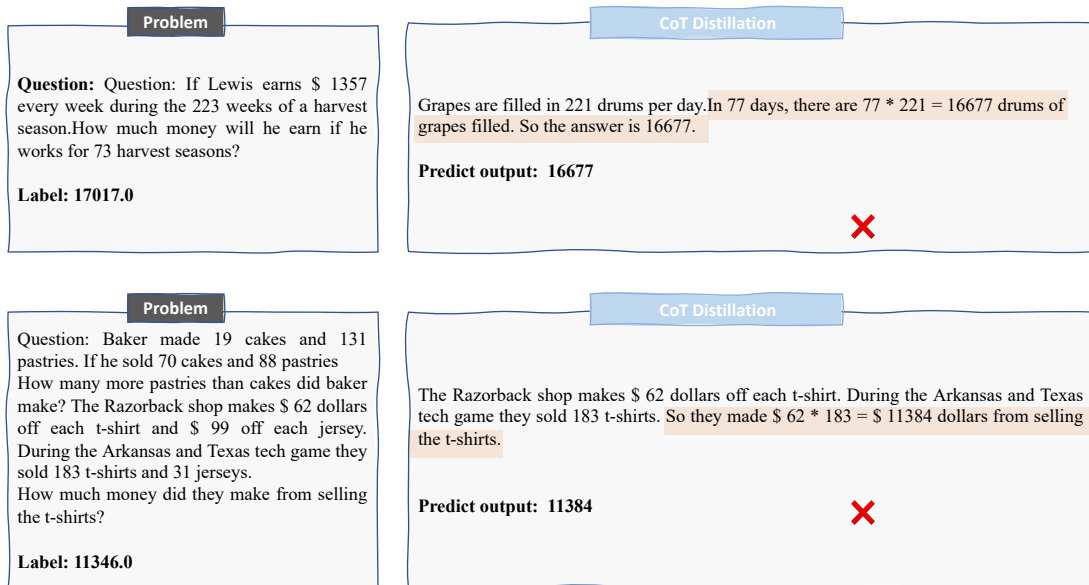 Problem
Question: Question: If Lewis earns $ 1357
every week during the 223 weeks of a harvest
season.How much money will he earn if he
works for 73 harvest seasons?
Label: 17017.0
CoT Distillation
Grapes are filled in 221 drums per day.In 77 days, there are 77 * 221 = 16677 drums of
grapes filled. So the answer is 16677.
Predict output: 16677
Problem
Question: Baker made 19 cakes and 131
pastries. If he sold 70 cakes and 88 pastries
How many more pastries than cakes did baker
make? The Razorback shop makes $ 62 dollars
off each t-shirt and $ 99 off each jersey.
During the Arkansas and Texas tech game they
sold 183 t-shirts and 31 jerseys.
How much money did they make from selling
the t-shirts?
Label: 11346.0
CoT Distillation
The Razorback shop makes $ 62 dollars off each t-shirt. During the Arkansas and Texas
tech game they sold 183 t-shirts. So they made $ 62 * 183 = $ 11384 dollars from selling
the t-shirts.
Predict output: 11384